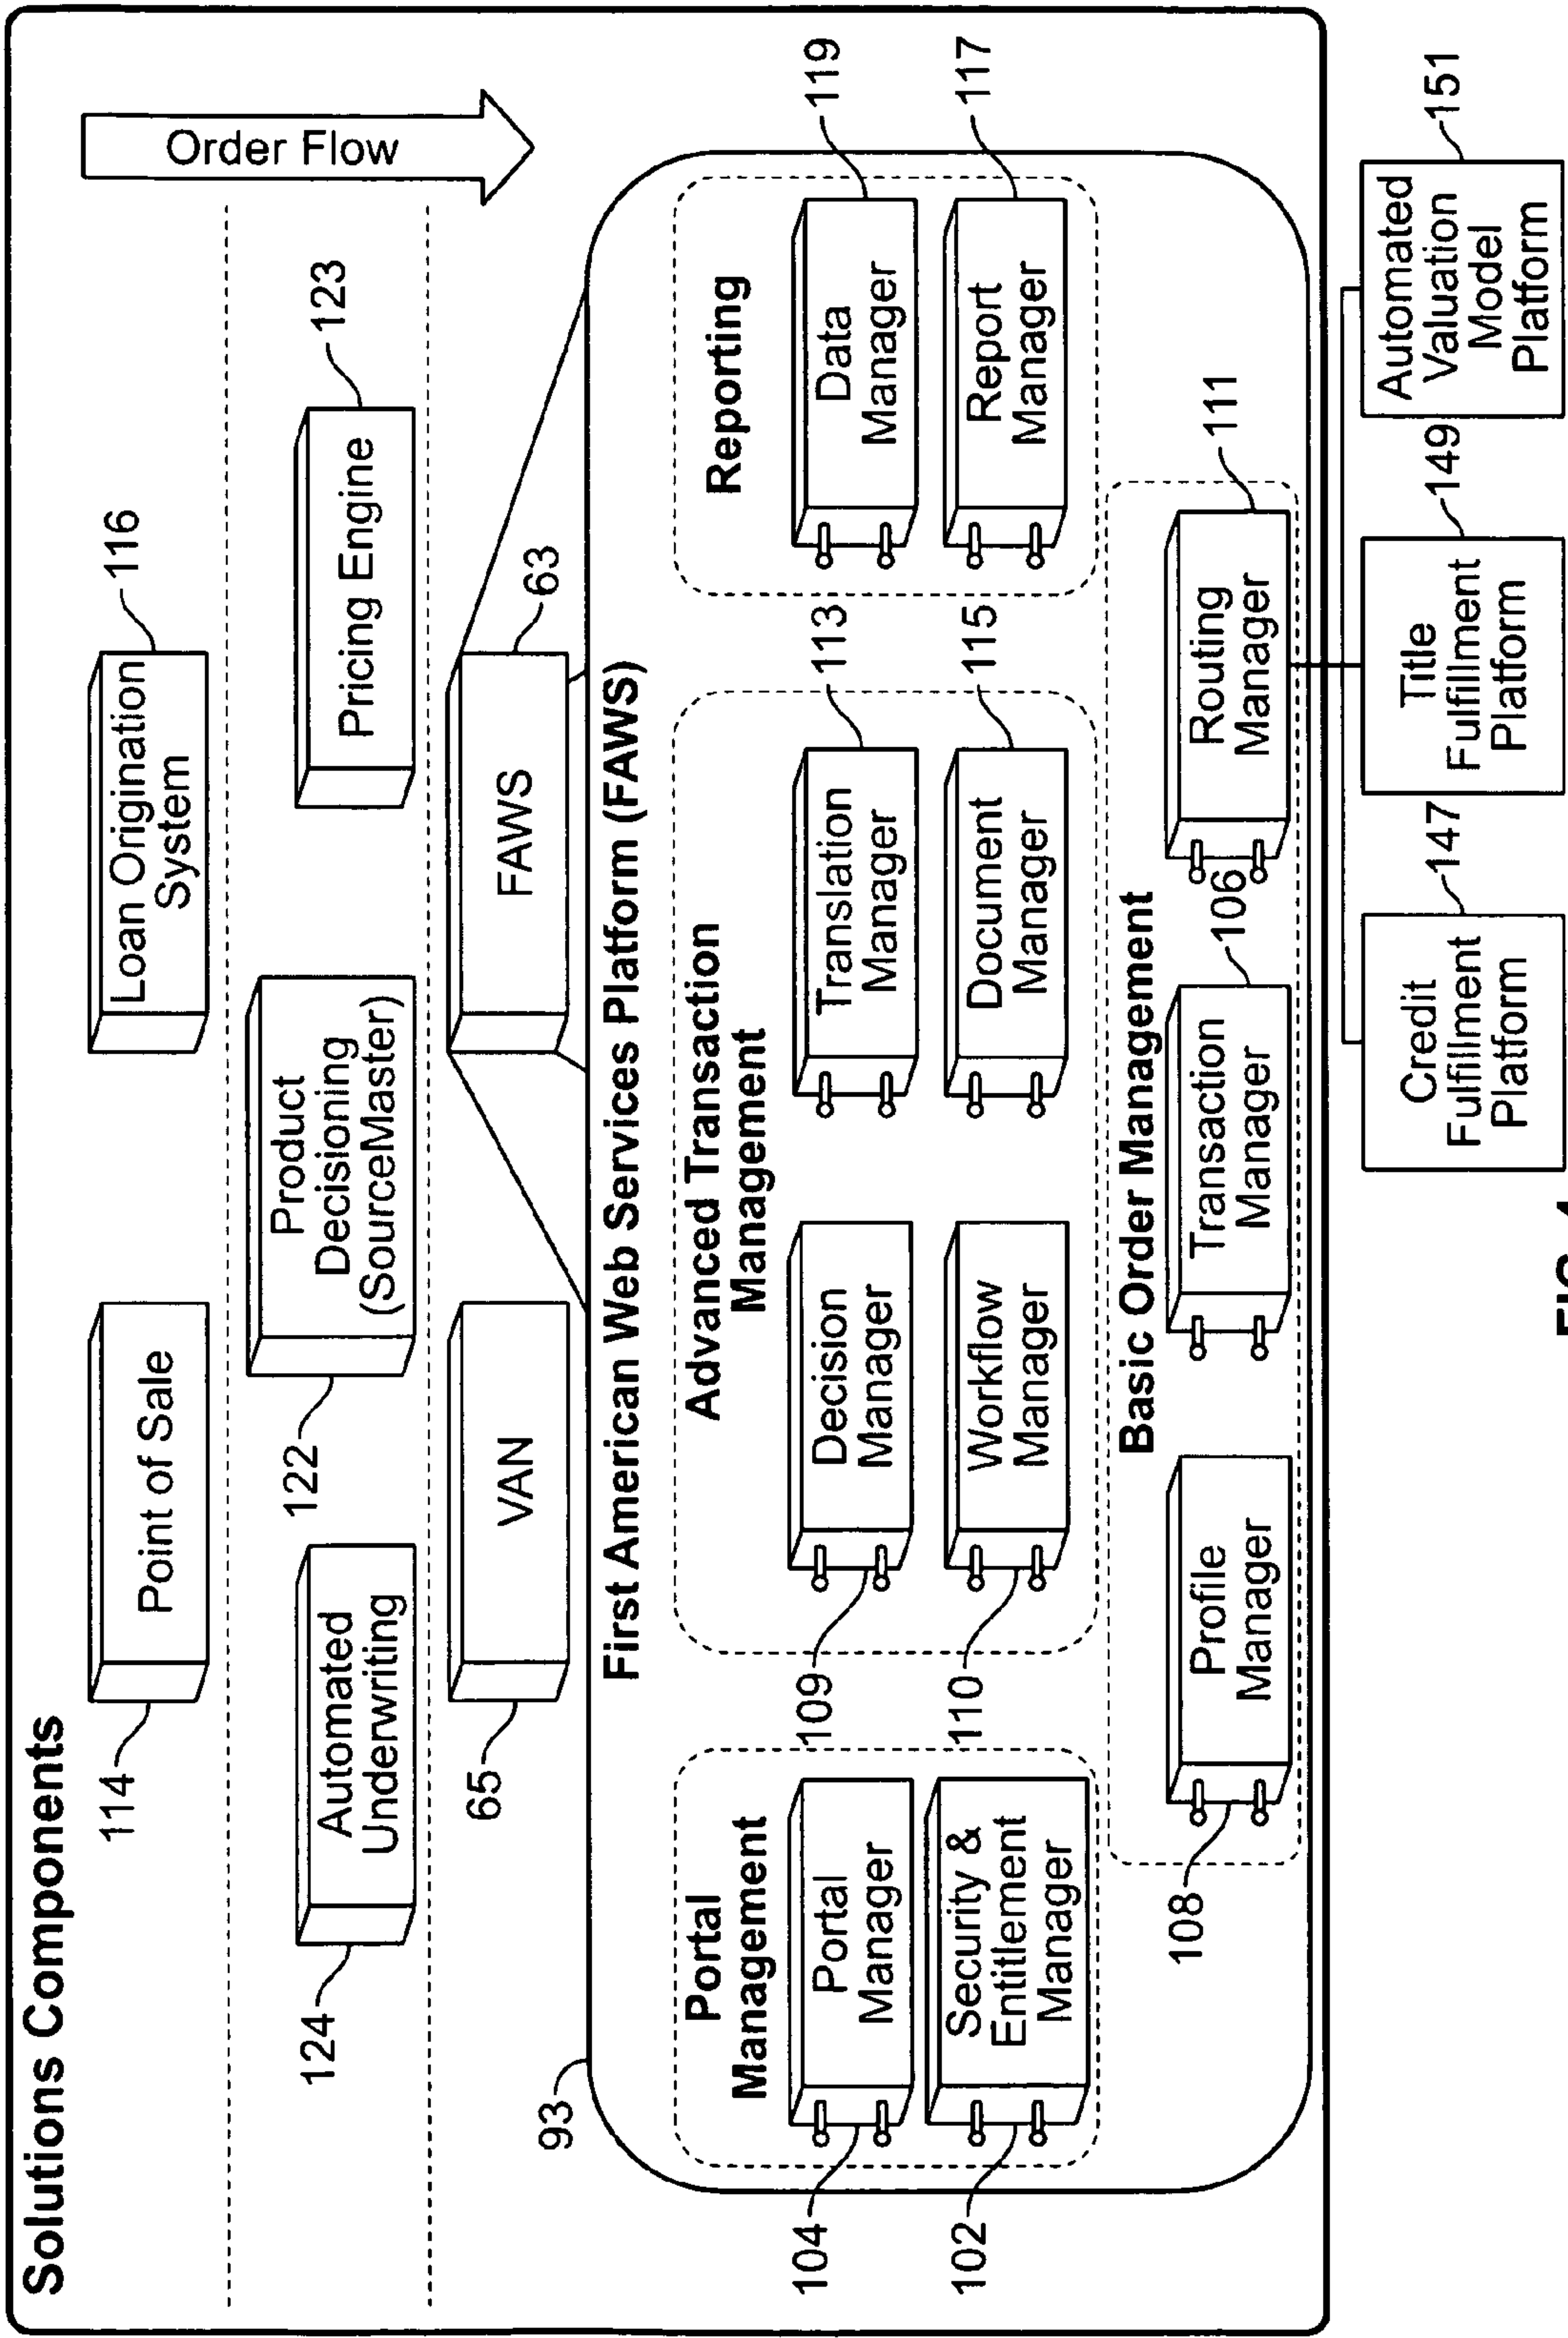 Solutions Components
Order Flow
114
Point of Sale
Loan Origination
System
116
124
Automated
Underwriting
122
Product
Decisioning
(SourceMaster)
Pricing Engine
123
65
VAN
FAWS
63
93
First American Web Services Platform (FAWS)
Portal
Management
104
Portal
Manager
102
Security &
Entitlement
Manager
Advanced Transaction
Management
109
Decision
Manager
Translation
Manager
113
110
Workflow
Manager
Document
Manager
115
Reporting
Data
Manager
119
Report
Manager
117
Basic Order Management
108
Profile
Manager
Transaction
Manager
106
Routing
Manager
111
Credit
Fulfillment
Platform
147
Title
Fulfillment
Platform
149
Automated
Valuation
Model
Platform
151